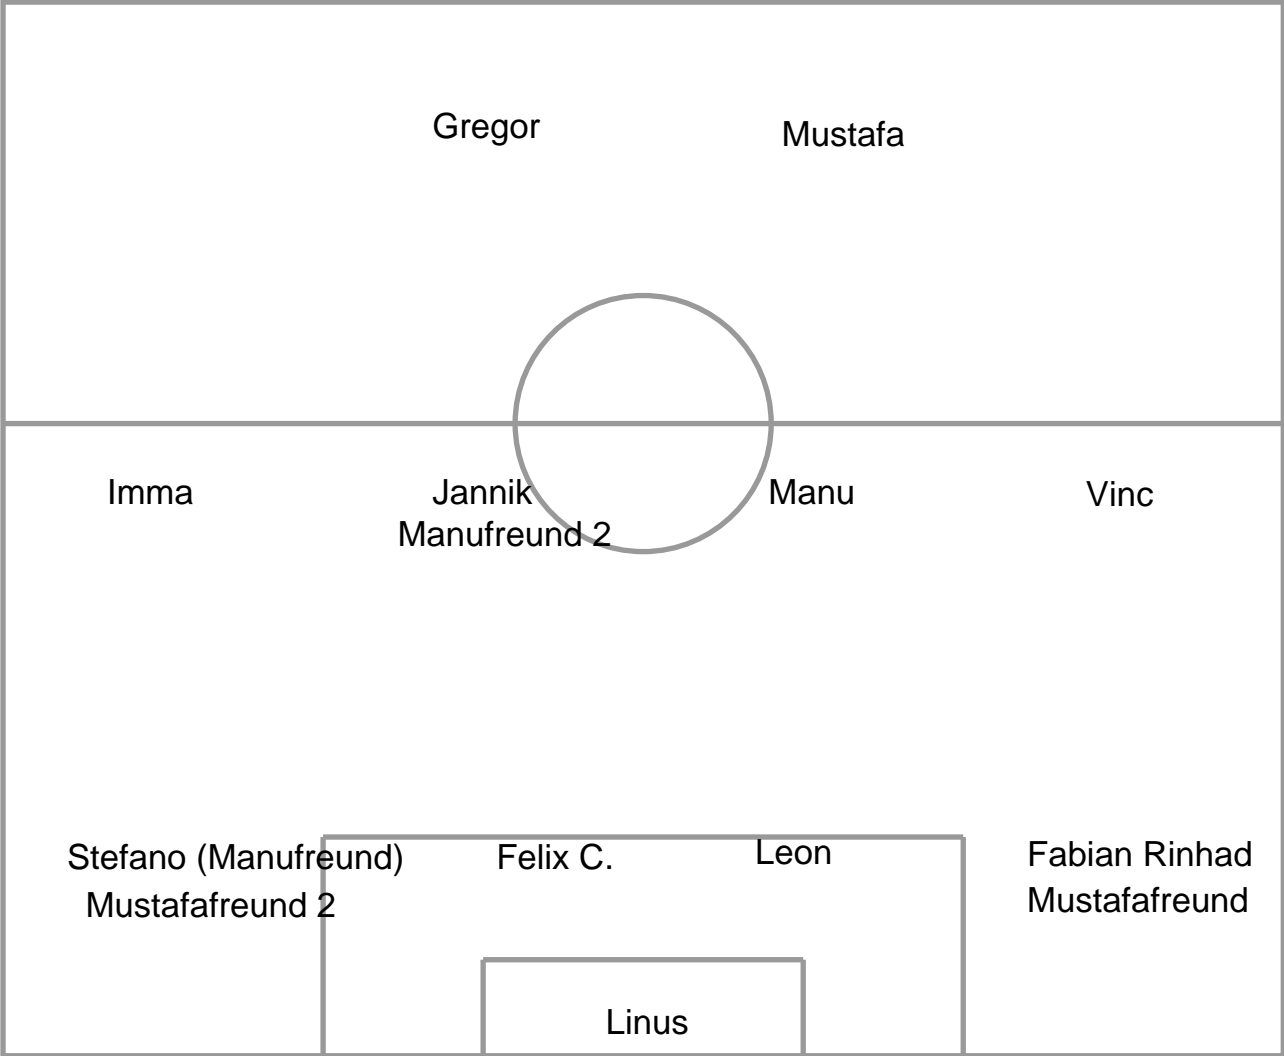 Gregor
Mustafa
Imma
Jannik
Manu
Vinc
Manufreund 2
Stefano (Manufreund)
Felix C.
Leon
Fabian Rinhad
Mustafafreund 2
Mustafafreund
Linus